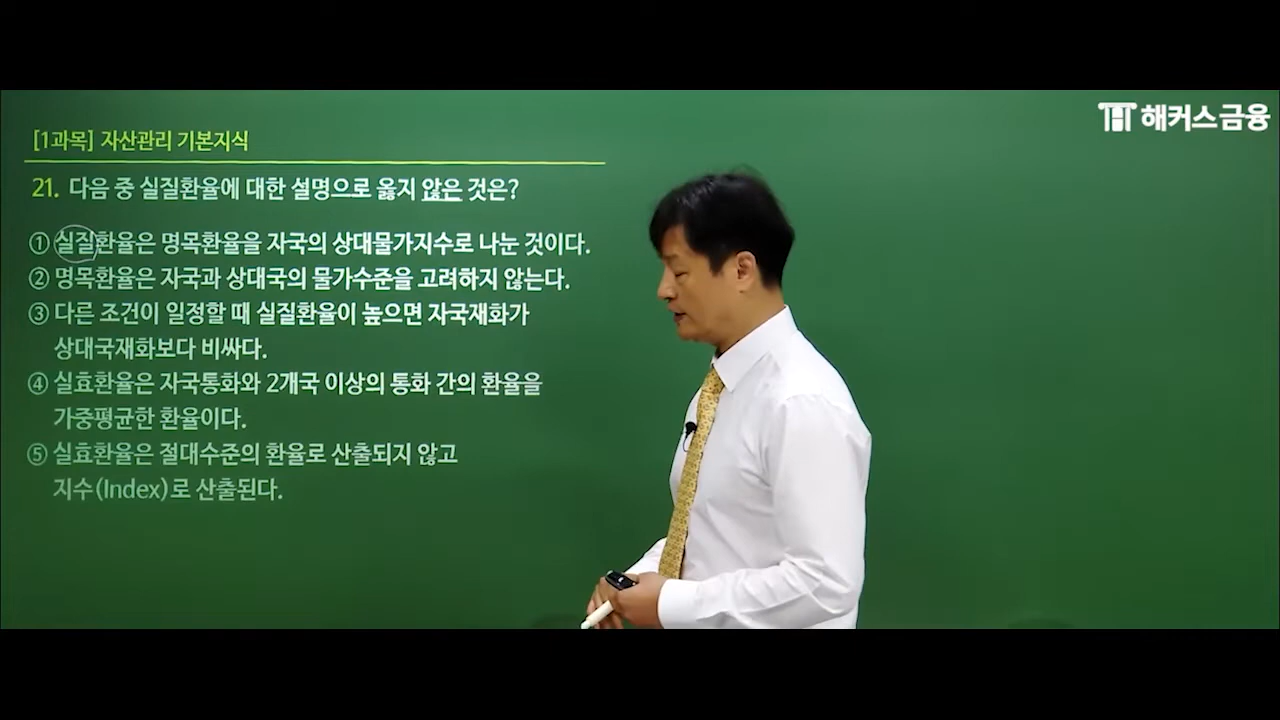 해커스금융
[1과목] 자산관리 기본지식
21. 다음 중 실질환율에 대한 설명으로 옳지 않은 것은?
① 실질환율은 명목환율을 자국의 상대물가지수로 나눈 것이다.
② 명목환율은 자국과 상대국의 물가수준을 고려하지 않는다.
③ 다른 조건이 일정할 때 실질환율이 높으면 자국재화가
상대국재화보다 비싸다.
④ 실효환율은 자국통화와 2개국 이상의 통화 간의 환율을
가중평균한 환율이다.
⑤ 실효환율은 절대수준의 환율로 산출되지 않고
지수(Index)로 산출된다.